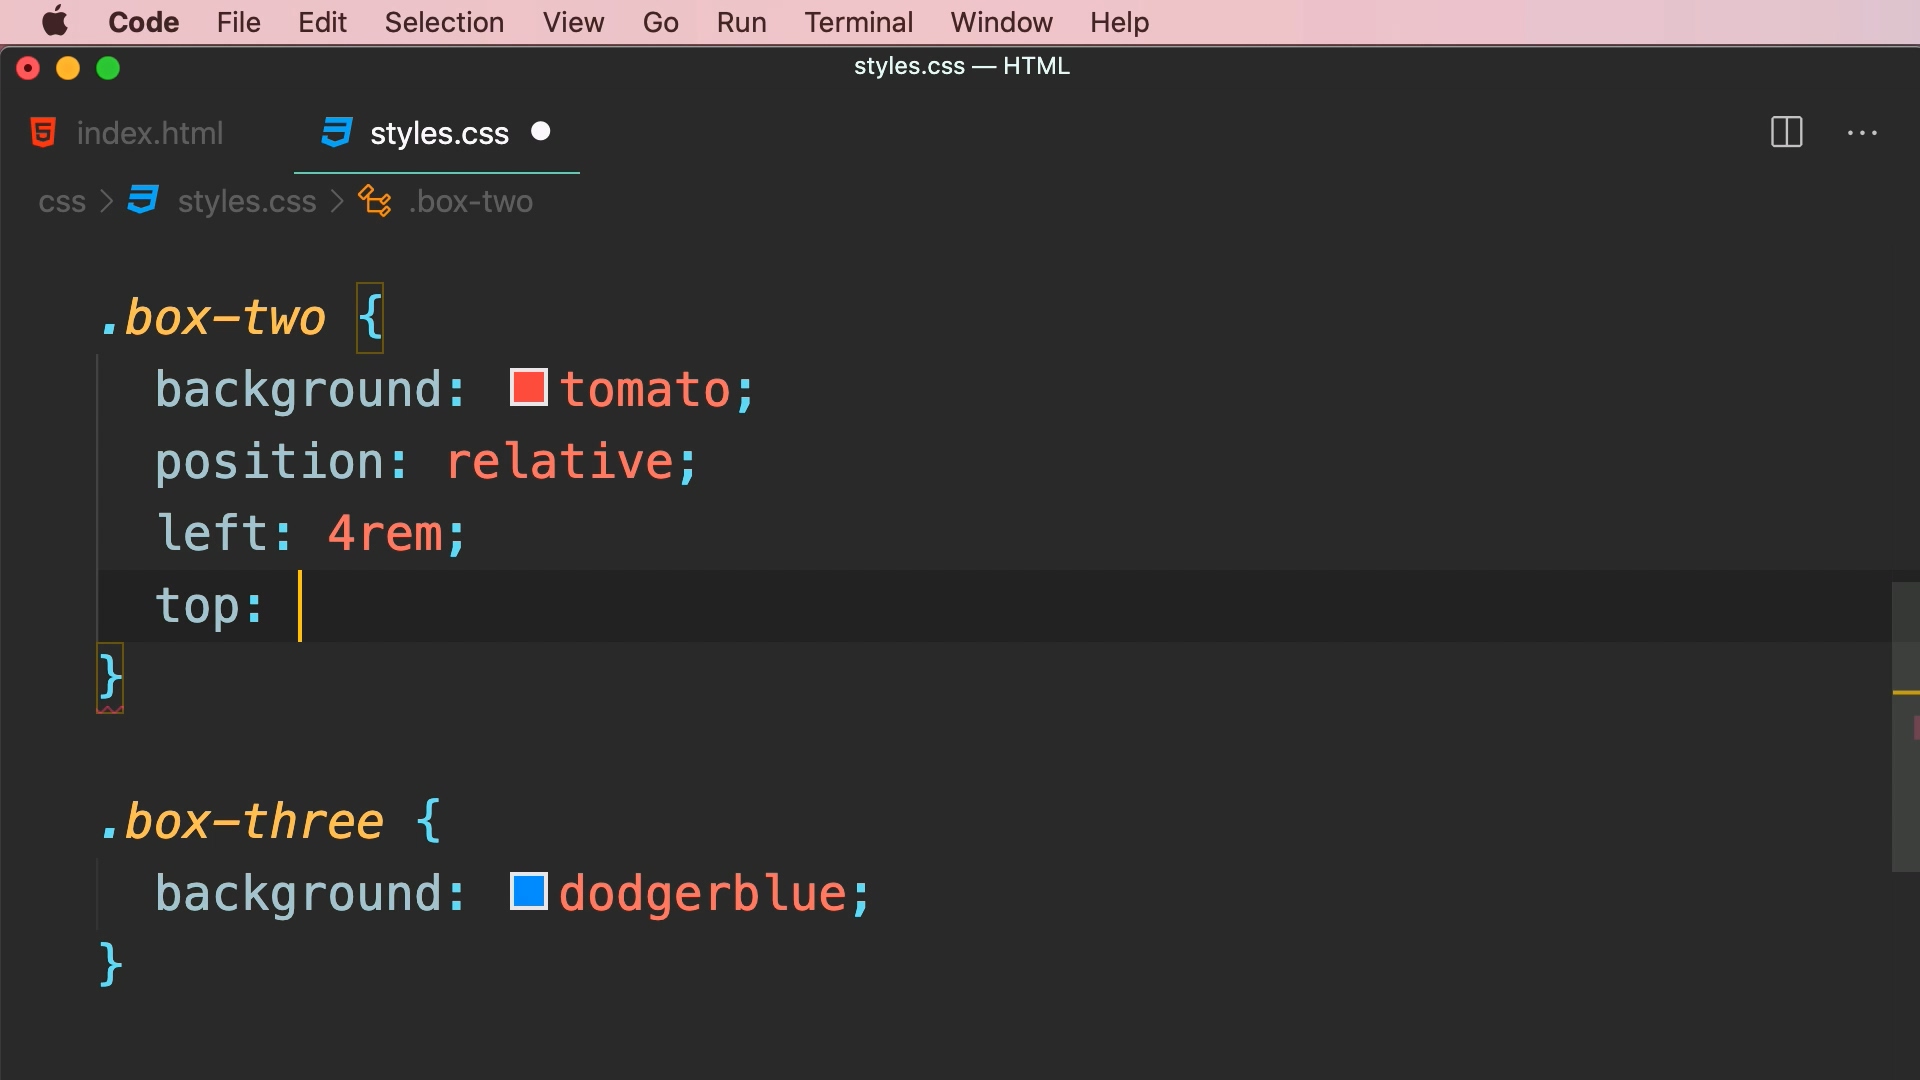 Code File Edit Selection View Go Run Terminal Window Help
styles.css — HTML
index.html styles.css
css > styles.css > .box-two
.box-two {
background: tomato;
position: relative;
left: 4rem;
top:
}
.box-three {
background: dodgerblue;
}